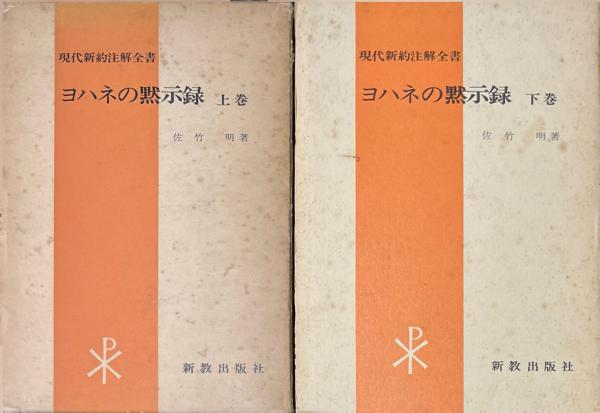 現代新約注解全書
ヨハネの黙示録 上巻
佐竹 明著
新教出版社
現代新約注解全書
ヨハネの黙示録 下巻
佐竹 明著
新教出版社